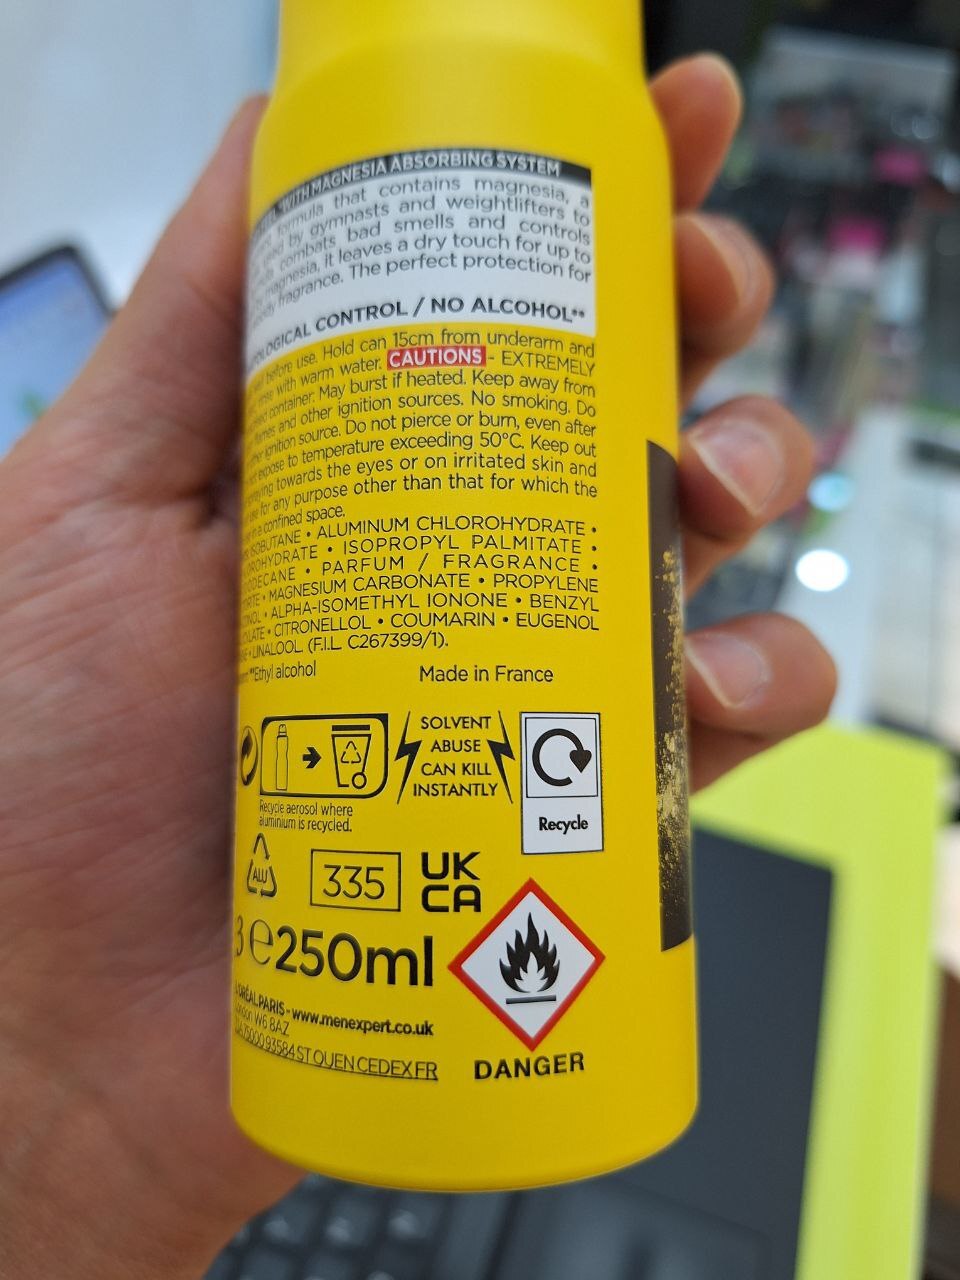 WITH MAGNESIA ABSORBING SYSTEM
formula that contains magnesia, a
used by gymnasts and weightlifters to
combats bad smells and controls
magnesia, it leaves a dry touch for up to
fragrance. The perfect protection for
CONTROL / NO ALCOHOL**
before use. Hold can 15cm from underarm and
rinse with warm water. CAUTIONS - EXTREMELY
container: May burst if heated. Keep away from
flames and other ignition sources. No smoking. Do
ignition source. Do not pierce or burn, even after
expose to temperature exceeding 50°C. Keep out
spraying towards the eyes or on irritated skin and
use for any purpose other than that for which the
in a confined space.
ISOBUTANE • ALUMINUM CHLOROHYDRATE •
• ISOPROPYL PALMITATE •
• PARFUM / FRAGRANCE •
• MAGNESIUM CARBONATE • PROPYLENE
• ALPHA-ISOMETHYL IONONE • BENZYL
• CITRONELLOL • COUMARIN • EUGENOL
• LINALOOL. (F.I.L. C267399/1).
**Ethyl alcohol
Made in France
SOLVENT
ABUSE
CAN KILL
INSTANTLY
Recycle
Recycle aerosol where
aluminium is recycled.
ALU
335
UK
CA
3 e250ml
L'ORÉAL PARIS - www.menexpert.co.uk
London W6 8AZ
93584 ST OUEN CEDEX FR
DANGER